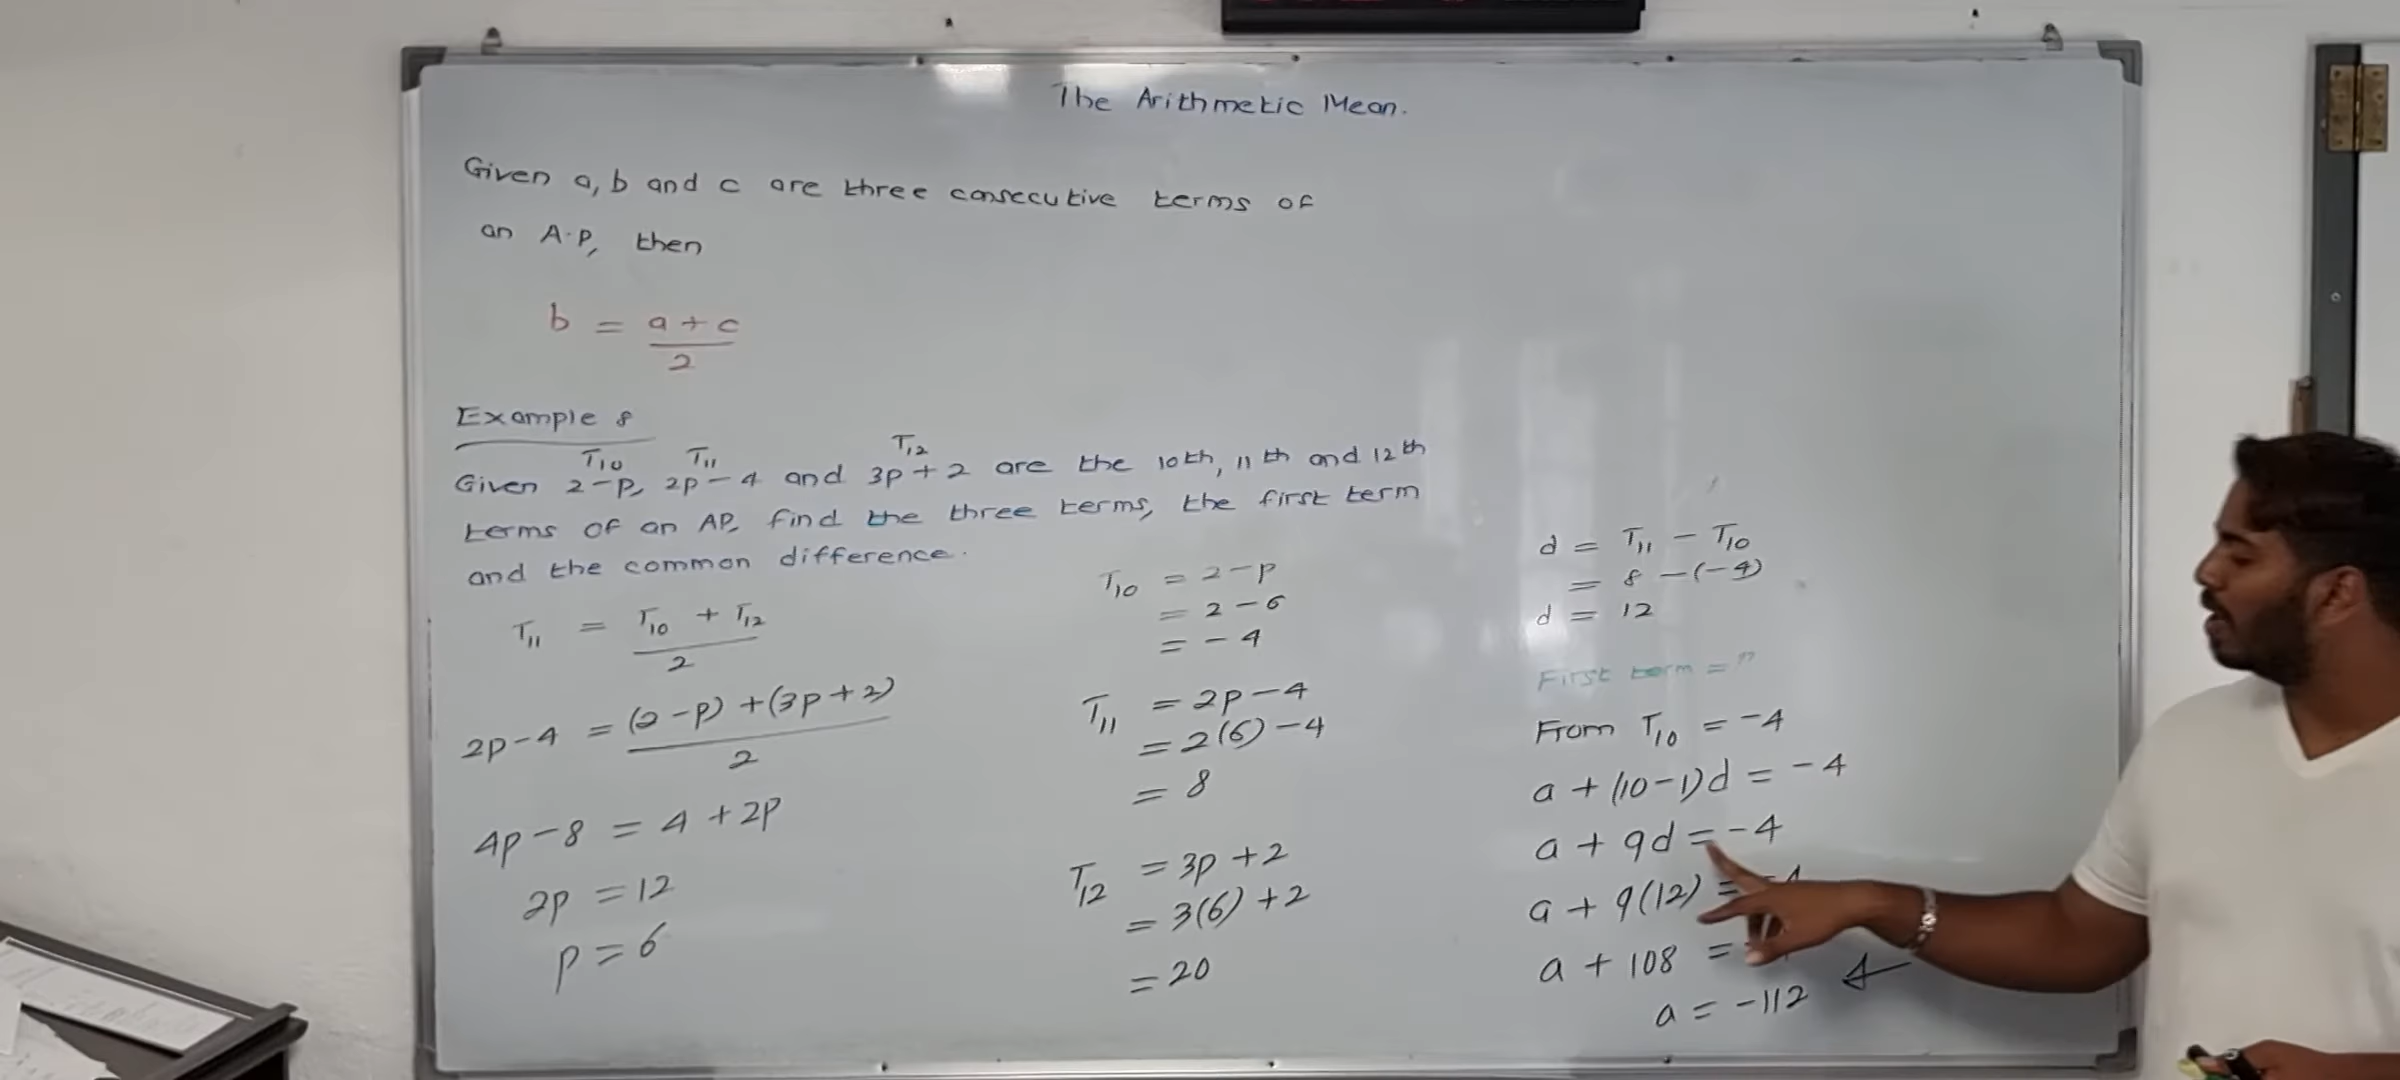 The Arithmetic Mean.
Given a, b and c are three consecutive terms of
an A.P, then
b = a + c
2
Example 8
T10 T11 T12
Given 2-p, 2p-4 and 3p+2 are the 10th, 11th and 12th
terms of an AP, find the three terms, the first term
and the common difference.
T11 = T10 + T12
2
2p-4 = (2-p) + (3p+2)
2
4p-8 = 4 + 2p
2p = 12
p = 6
T10 = 2-p
= 2-6
= -4
T11 = 2p-4
= 2(6)-4
= 8
T12 = 3p+2
= 3(6)+2
= 20
d = T11 - T10
= 8-(-4)
d = 12
First term =
From T10 = -4
a + (10-1)d = -4
a + 9d = -4
a + 9(12) =
a + 108 =
a = -112